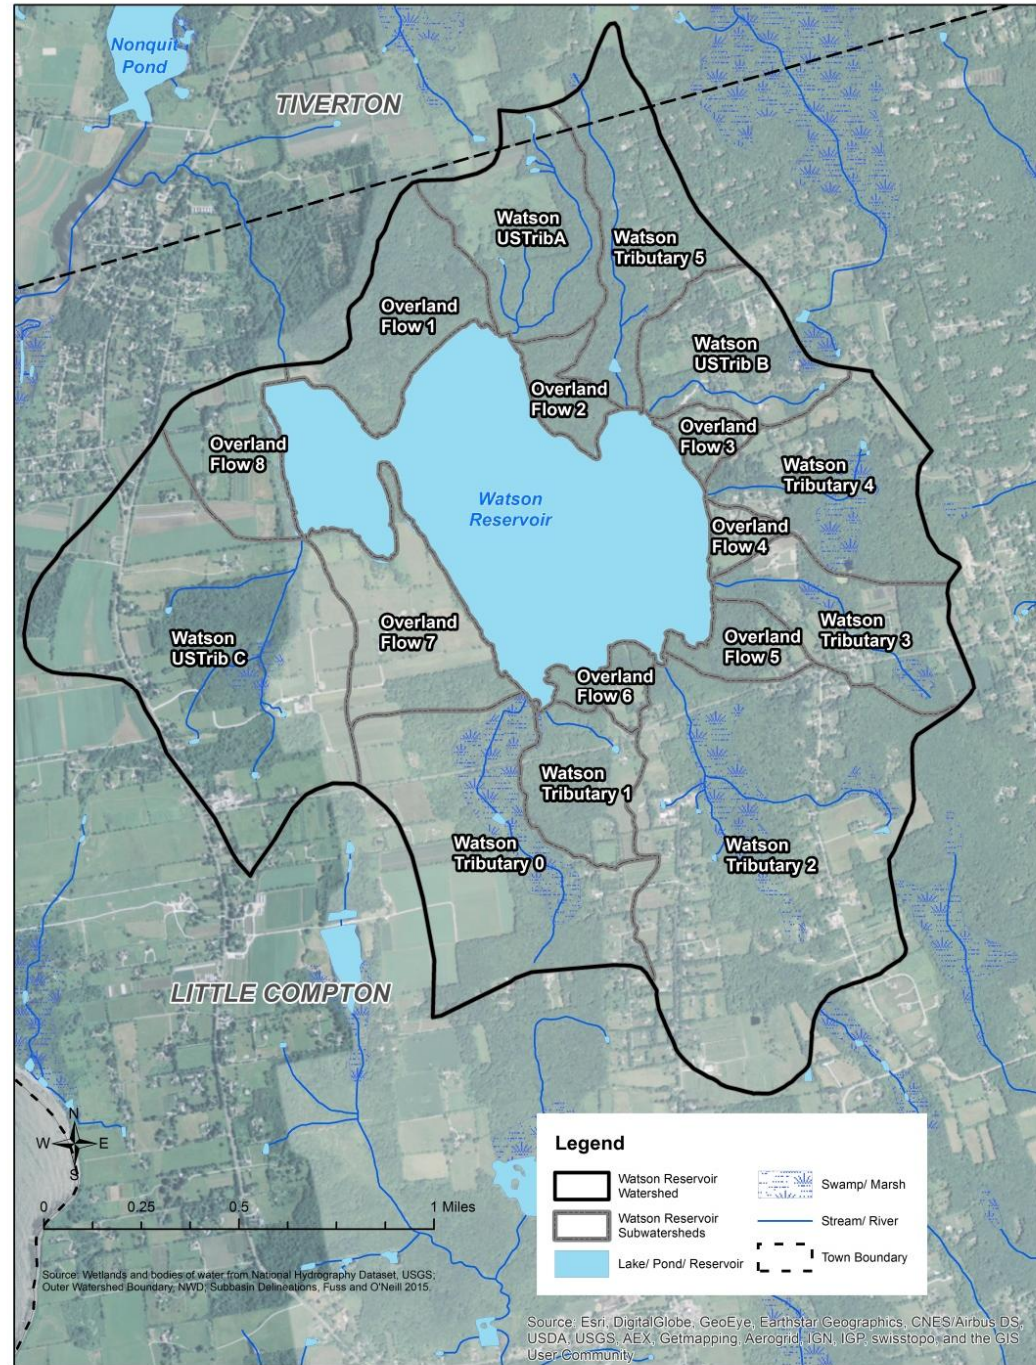 Nonquit
Pond
TIVERTON
Watson
USTribA
Watson
Tributary 5
Overland
Flow 1
Watson
USTrib B
Overland
Flow 2
Overland
Flow 3
Overland
Flow 8
Watson
Tributary 4
Watson
Reservoir
Overland
Flow 4
Overland
Flow 7
Watson
USTrib C
Watson
Tributary 3
Overland
Flow 5
Overland
Flow 6
Watson
Tributary 1
Watson
Tributary 0
Watson
Tributary 2
LITTLE COMPTON
N
W E
S
0 0.25 0.5 1 Miles
Source: Wetlands and bodies of water from National Hydrography Dataset, USGS;
Outer Watershed Boundary, NWD; Subbasin Delineations, Fuss and O'Neill 2015.
Legend
Watson Reservoir
Watershed
Watson Reservoir
Subwatersheds
Lake/ Pond/ Reservoir
Swamp/ Marsh
Stream/ River
Town Boundary
Source: Esri, DigitalGlobe, GeoEye, Earthstar Geographics, CNES/Airbus DS,
USDA, USGS, AEX, Getmapping, Aerogrid, IGN, IGP, swisstopo, and the GIS
User Community